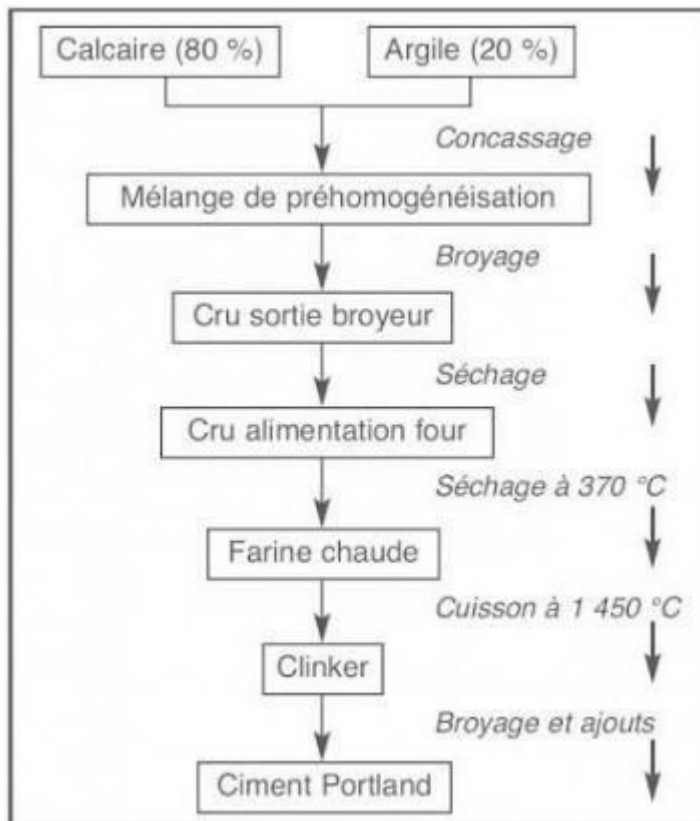 Calcaire (80 %) Argile (20 %)
Concassage
Mélange de préhomogénéisation
Broyage
Cru sortie broyeur
Séchage
Cru alimentation four
Séchage à 370 °C
Farine chaude
Cuisson à 1 450 °C
Clinker
Broyage et ajouts
Ciment Portland